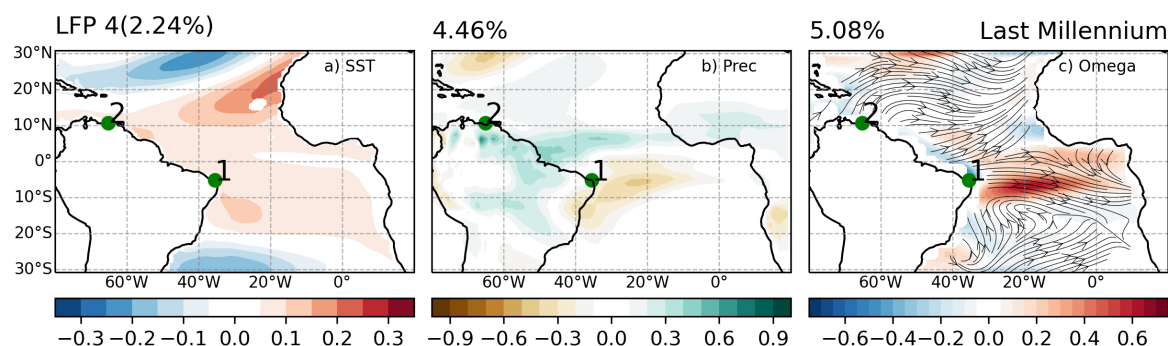 LFP 4(2.24%)
4.46%
5.08%
Last Millennium
30°N
20°N
10°N
0°
10°S
20°S
30°S
a) SST
b) Prec
c) Omega
2
1
2
1
2
1
60°W
40°W
20°W
0°
60°W
40°W
20°W
0°
60°W
40°W
20°W
0°
−0.3 −0.2 −0.1 0.0 0.1 0.2 0.3
−0.9 −0.6 −0.3 0.0 0.3 0.6 0.9
−0.6 −0.4 −0.2 −0.0 0.2 0.4 0.6